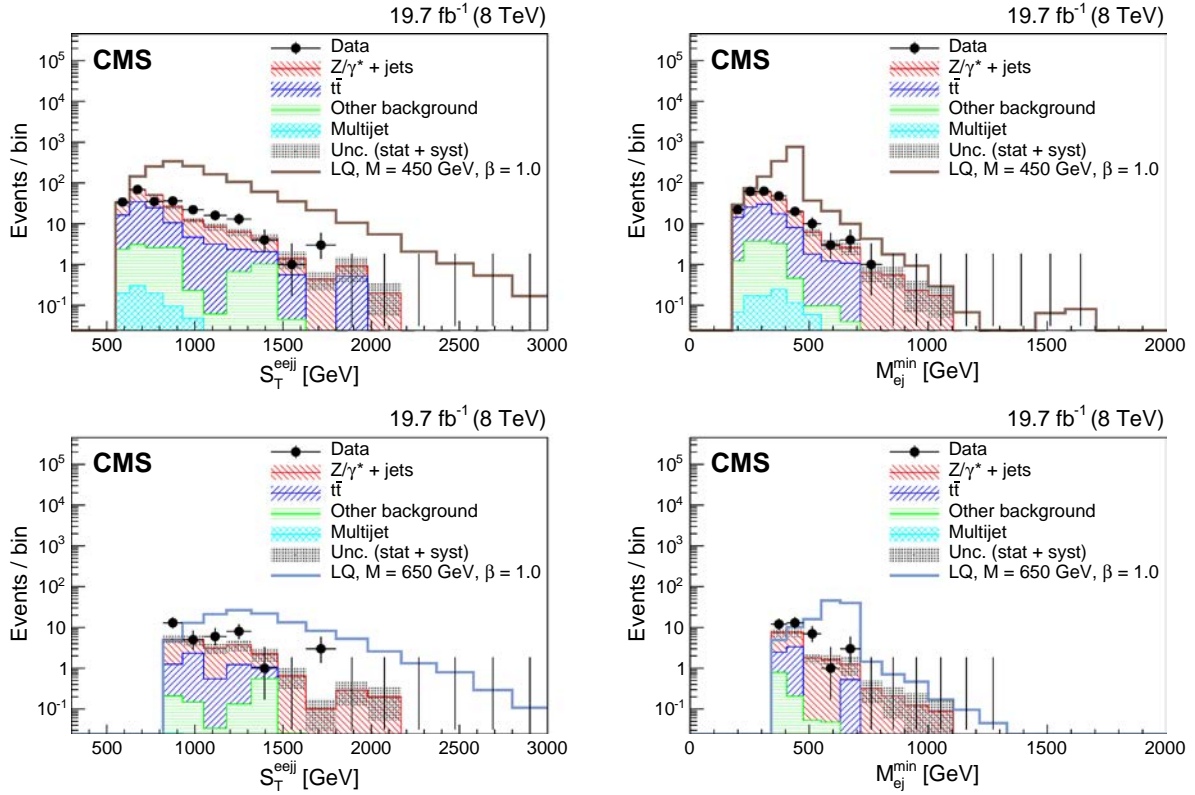 19.7 fb⁻¹ (8 TeV)
CMS
Data
Z/γ* + jets
tt̅
Other background
Multijet
Unc. (stat + syst)
LQ, M = 450 GeV, β = 1.0
Events / bin
10⁵
10⁴
10³
10²
10
1
10⁻¹
500 1000 1500 2000 2500 3000
S_T^eejj [GeV]
19.7 fb⁻¹ (8 TeV)
CMS
Data
Z/γ* + jets
tt̅
Other background
Multijet
Unc. (stat + syst)
LQ, M = 450 GeV, β = 1.0
Events / bin
10⁵
10⁴
10³
10²
10
1
10⁻¹
0 500 1000 1500 2000
M_ej^min [GeV]
19.7 fb⁻¹ (8 TeV)
CMS
Data
Z/γ* + jets
tt̅
Other background
Multijet
Unc. (stat + syst)
LQ, M = 650 GeV, β = 1.0
Events / bin
10⁵
10⁴
10³
10²
10
1
10⁻¹
500 1000 1500 2000 2500 3000
S_T^eejj [GeV]
19.7 fb⁻¹ (8 TeV)
CMS
Data
Z/γ* + jets
tt̅
Other background
Multijet
Unc. (stat + syst)
LQ, M = 650 GeV, β = 1.0
Events / bin
10⁵
10⁴
10³
10²
10
1
10⁻¹
0 500 1000 1500 2000
M_ej^min [GeV]